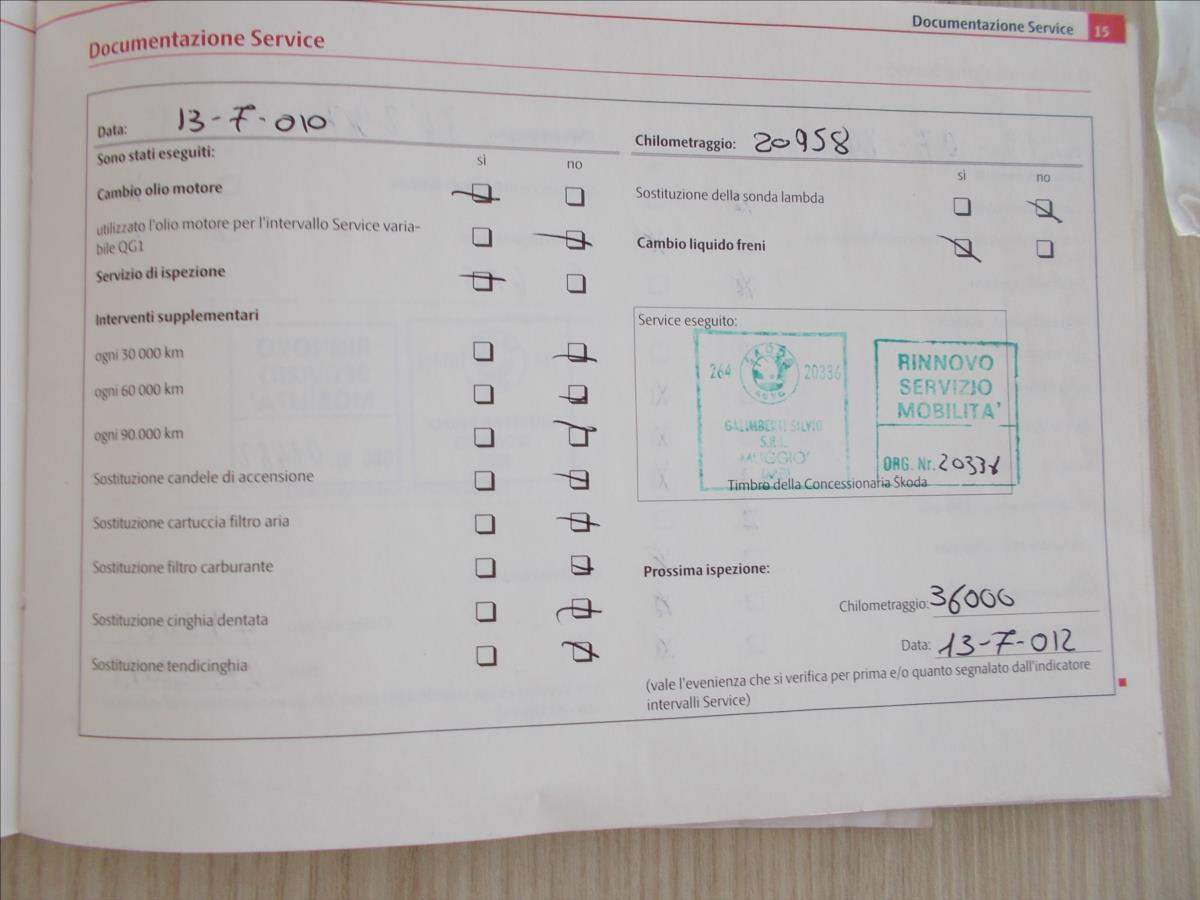 Documentazione Service 15
Documentazione Service
Data: 13-7-010
Sono stati eseguiti:
sì no
Cambio olio motore
utilizzato l'olio motore per l'intervallo Service varia-
bile QG1
Servizio di ispezione
Interventi supplementari
ogni 30 000 km
ogni 60 000 km
ogni 90.000 km
Sostituzione candele di accensione
Sostituzione cartuccia filtro aria
Sostituzione filtro carburante
Sostituzione cinghia dentata
Sostituzione tendicinghia
Chilometraggio: 20958
sì no
Sostituzione della sonda lambda
Cambio liquido freni
Service eseguito:
264 20336
GALIMBERTI SILVIO
S.R.L.
MUGGIO'
RINNOVO
SERVIZIO
MOBILITA'
ORG. Nr. 20336
Timbro della Concessionaria Škoda
Prossima ispezione:
Chilometraggio: 36000
Data: 13-7-012
(vale l'evenienza che si verifica per prima e/o quanto segnalato dall'indicatore
intervalli Service)